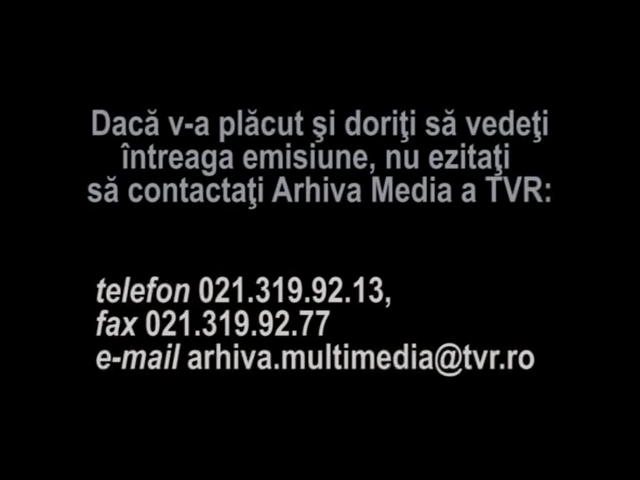 Dacă v-a plăcut şi doriţi să vedeţi
întreaga emisiune, nu ezitaţi
să contactaţi Arhiva Media a TVR:
telefon 021.319.92.13,
fax 021.319.92.77
e-mail arhiva.multimedia@tvr.ro